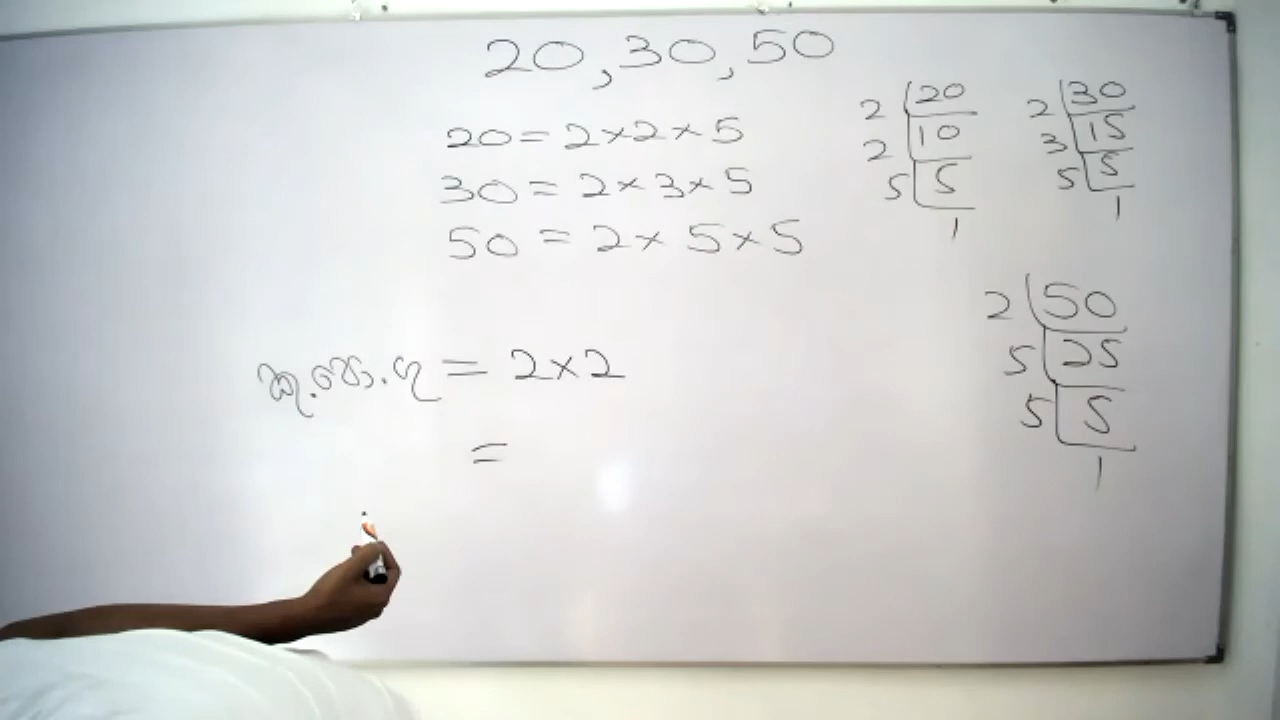 20, 30, 50
20 = 2 × 2 × 5
30 = 2 × 3 × 5
50 = 2 × 5 × 5
2 | 20
2 | 10
5 | 5
1
2 | 30
3 | 15
5 | 5
1
2 | 50
5 | 25
5 | 5
1
කු.පො.ගු = 2 × 2
=